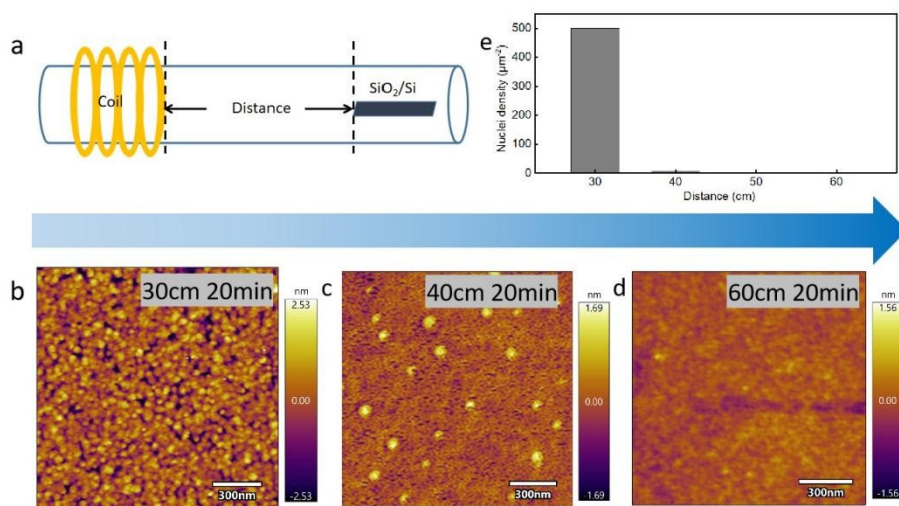 a
Coil
Distance
SiO₂/Si
e
Nuclei density (μm⁻²)
500
400
300
200
100
0
30
40
50
60
Distance (cm)
b
30cm 20min
nm
2.53
0.00
-2.53
300nm
c
40cm 20min
nm
1.69
0.00
-1.69
300nm
d
60cm 20min
nm
1.56
0.00
-1.56
300nm